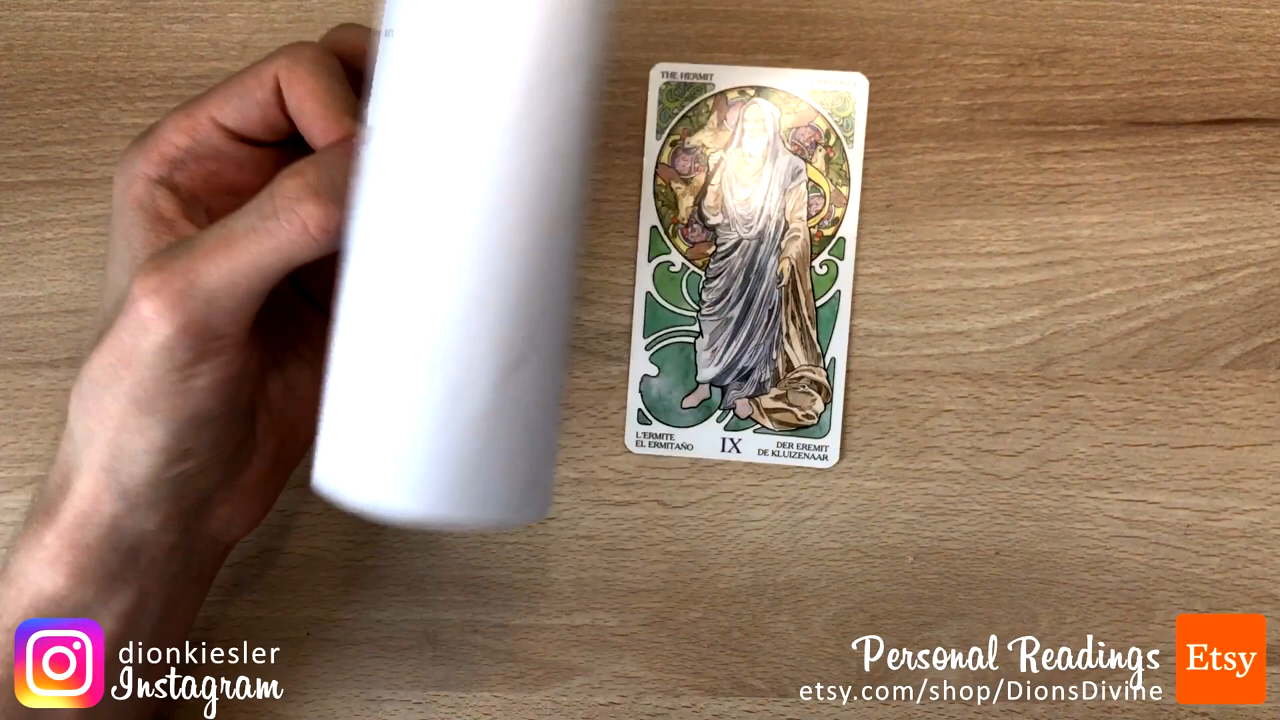 THE HERMIT
L'ERMITE
EL ERMITAÑO
IX
DER EREMIT
DE KLUIZENAAR
dionkiesler
Instagram
Personal Readings
etsy.com/shop/DionsDivine
Etsy